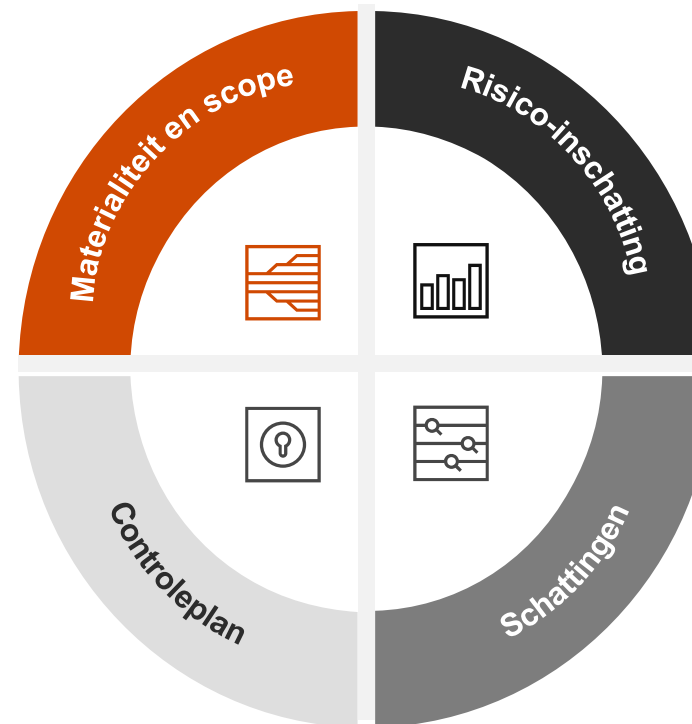 Materialiteit en scope
Risico-inschatting
Controleplan
Schattingen